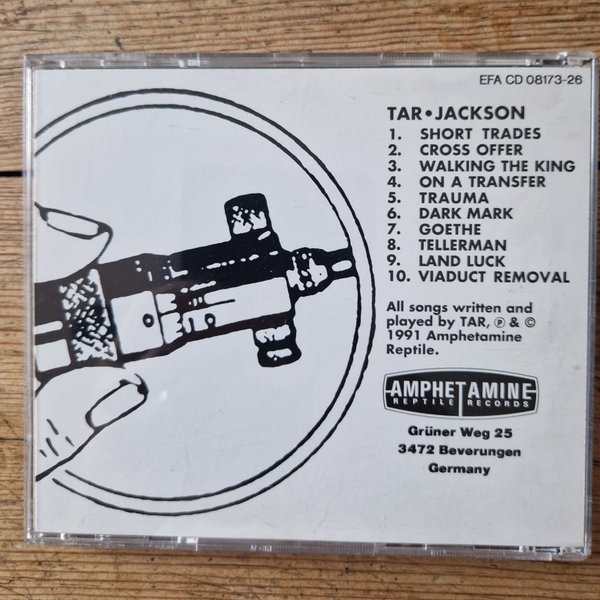 EFA CD 08173-26
TAR • JACKSON
1. SHORT TRADES
2. CROSS OFFER
3. WALKING THE KING
4. ON A TRANSFER
5. TRAUMA
6. DARK MARK
7. GOETHE
8. TELLERMAN
9. LAND LUCK
10. VIADUCT REMOVAL
All songs written and
played by TAR, ℗ & ©
1991 Amphetamine
Reptile.
AMPHETAMINE
REPTILE RECORDS
Grüner Weg 25
3472 Beverungen
Germany